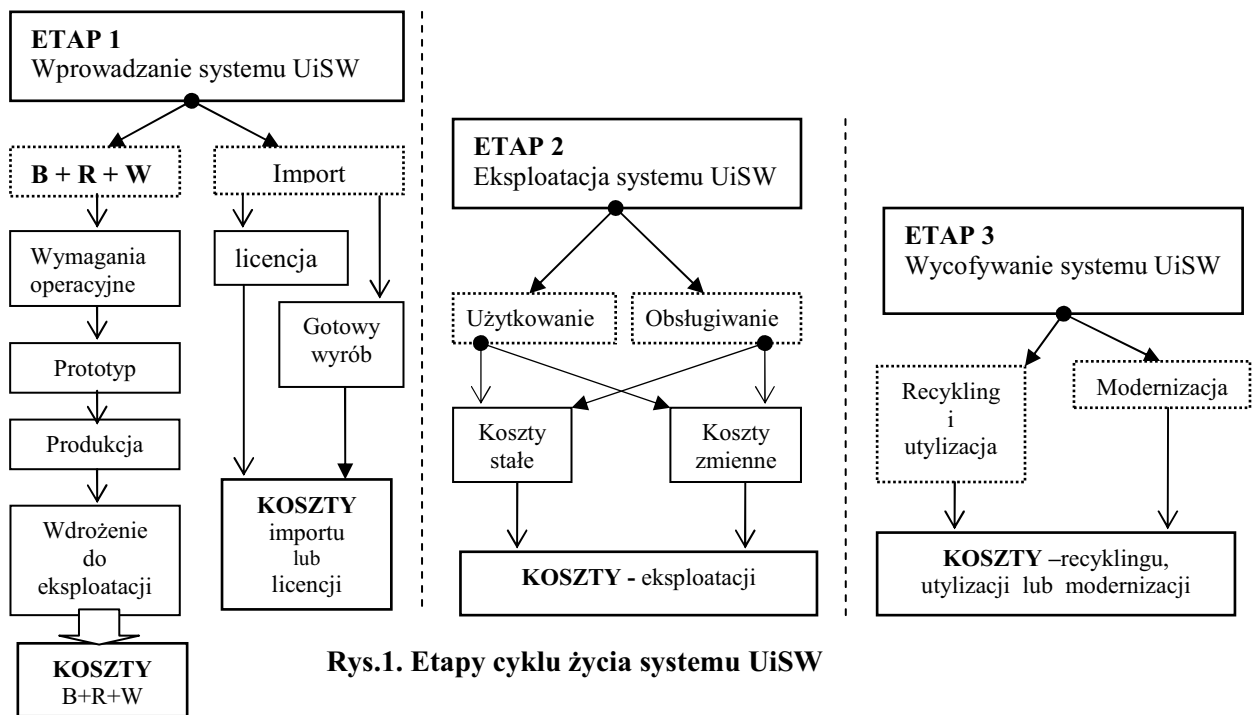 ETAP 1
Wprowadzanie systemu UiSW
B + R + W
Import
Wymagania
operacyjne
licencja
Gotowy
wyrób
Prototyp
Produkcja
Wdrożenie
do
eksploatacji
KOSZTY
importu
lub
licencji
KOSZTY
B+R+W
ETAP 2
Eksploatacja systemu UiSW
Użytkowanie
Obsługiwanie
Koszty
stałe
Koszty
zmienne
KOSZTY - eksploatacji
ETAP 3
Wycofywanie systemu UiSW
Recykling
i
utylizacja
Modernizacja
KOSZTY –recyklingu,
utylizacji lub modernizacji
Rys.1. Etapy cyklu życia systemu UiSW